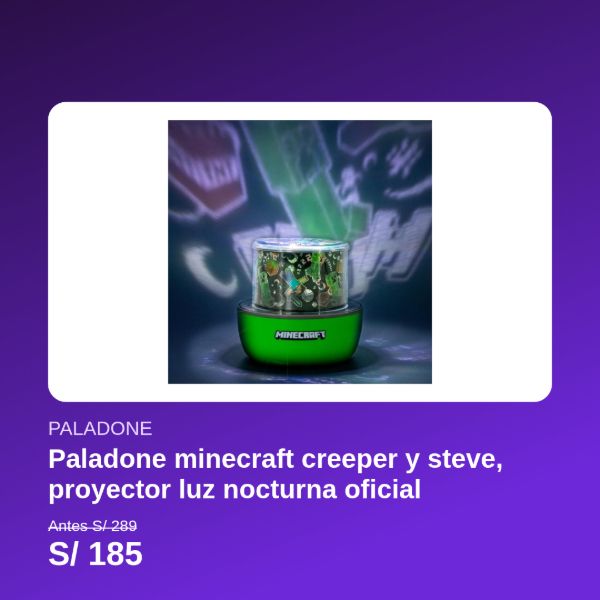 MINECRAFT
PALADONE
Paladone minecraft creeper y steve,
proyector luz nocturna oficial
Antes S/ 289
S/ 185